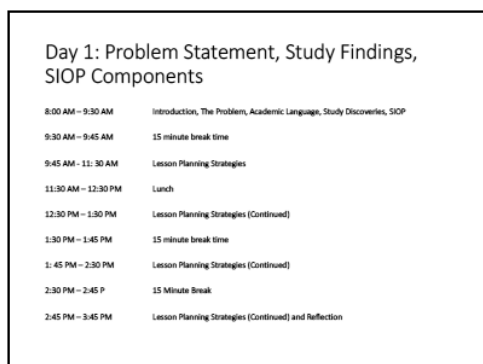 Day 1: Problem Statement, Study Findings,
SIOP Components
8:00 AM – 9:30 AM Introduction, The Problem, Academic Language, Study Discoveries, SIOP
9:30 AM – 9:45 AM 15 minute break time
9:45 AM - 11: 30 AM Lesson Planning Strategies
11:30 AM – 12:30 PM Lunch
12:30 PM – 1:30 PM Lesson Planning Strategies (Continued)
1:30 PM – 1:45 PM 15 minute break time
1: 45 PM – 2:30 PM Lesson Planning Strategies (Continued)
2:30 PM – 2:45 P 15 Minute Break
2:45 PM – 3:45 PM Lesson Planning Strategies (Continued) and Reflection